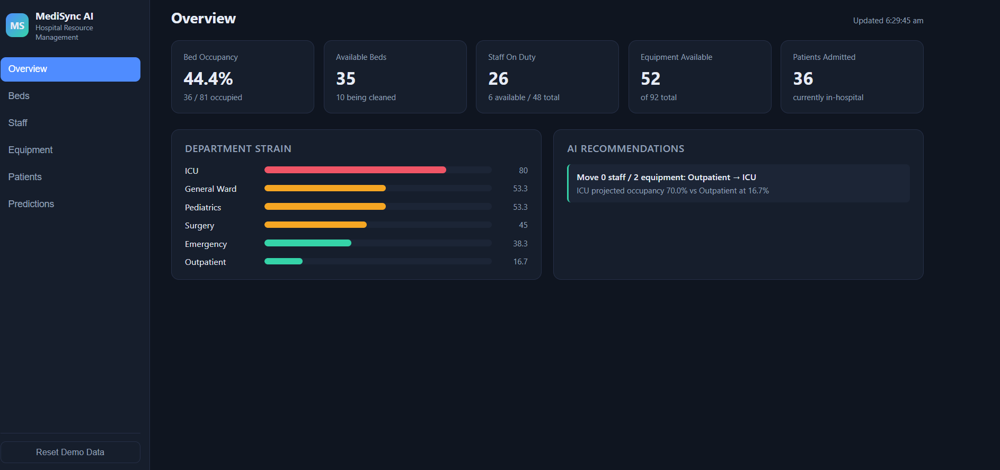 MS
MediSync AI
Hospital Resource
Management
Overview
Beds
Staff
Equipment
Patients
Predictions
Reset Demo Data
Overview
Updated 6:29:45 am
Bed Occupancy
44.4%
36 / 81 occupied
Available Beds
35
10 being cleaned
Staff On Duty
26
6 available / 48 total
Equipment Available
52
of 92 total
Patients Admitted
36
currently in-hospital
DEPARTMENT STRAIN
ICU 80
General Ward 53.3
Pediatrics 53.3
Surgery 45
Emergency 38.3
Outpatient 16.7
AI RECOMMENDATIONS
Move 0 staff / 2 equipment: Outpatient → ICU
ICU projected occupancy 70.0% vs Outpatient at 16.7%